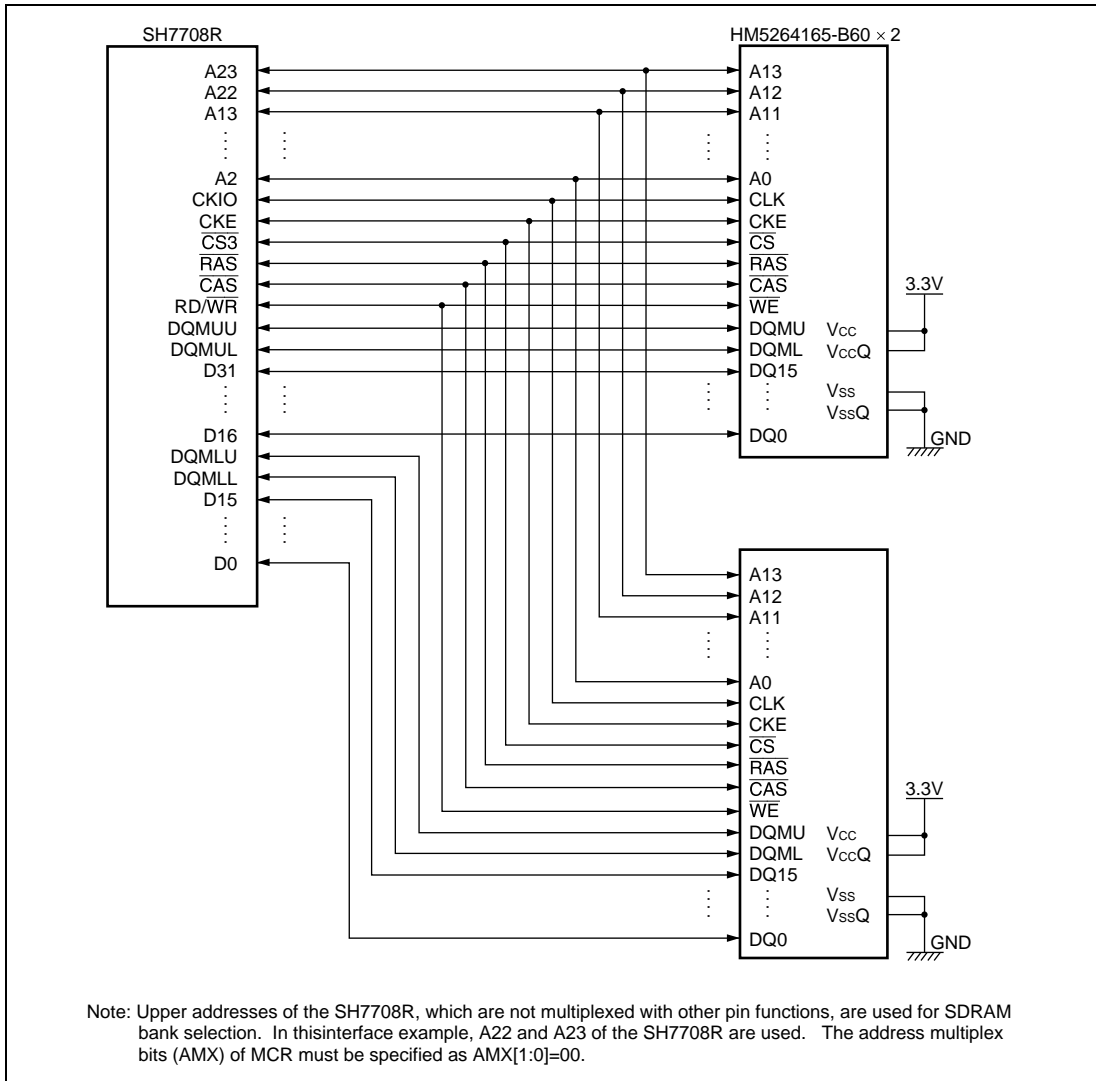 SH7708R
A23
A22
A13
A2
CKIO
CKE
CS3
RAS
CAS
RD/WR
DQMUU
DQMUL
D31
D16
DQMLU
DQMLL
D15
D0
HM5264165-B60 × 2
A13
A12
A11
A0
CLK
CKE
CS
RAS
CAS
WE
DQMU
DQML
DQ15
DQ0
Vcc
VccQ
Vss
VssQ
3.3V
GND
A13
A12
A11
A0
CLK
CKE
CS
RAS
CAS
WE
DQMU
DQML
DQ15
DQ0
Vcc
VccQ
Vss
VssQ
3.3V
GND
Note: Upper addresses of the SH7708R, which are not multiplexed with other pin functions, are used for SDRAM
bank selection. In thisinterface example, A22 and A23 of the SH7708R are used. The address multiplex
bits (AMX) of MCR must be specified as AMX[1:0]=00.